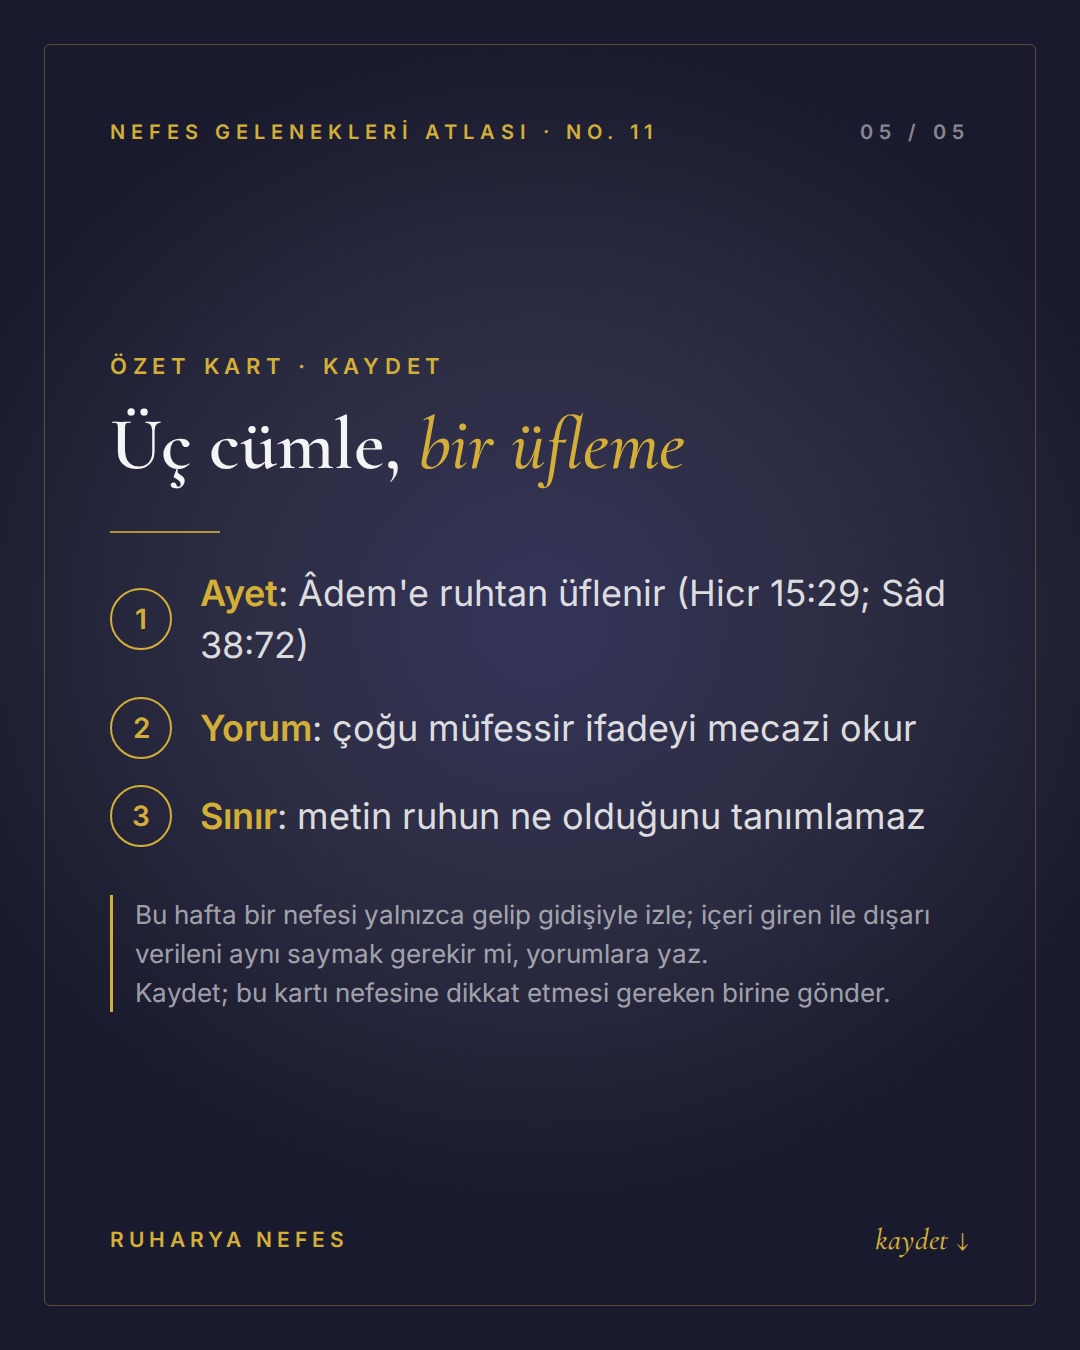 NEFES GELENEKLERİ ATLASI · NO. 11
05 / 05
ÖZET KART · KAYDET
Üç cümle, bir üfleme
1
Ayet: Âdem'e ruhtan üflenir (Hicr 15:29; Sâd
38:72)
2
Yorum: çoğu müfessir ifadeyi mecazi okur
3
Sınır: metin ruhun ne olduğunu tanımlamaz
Bu hafta bir nefesi yalnızca gelip gidişiyle izle; içeri giren ile dışarı
verileni aynı saymak gerekir mi, yorumlara yaz.
Kaydet; bu kartı nefesine dikkat etmesi gereken birine gönder.
RUHARYA NEFES
kaydet ↓